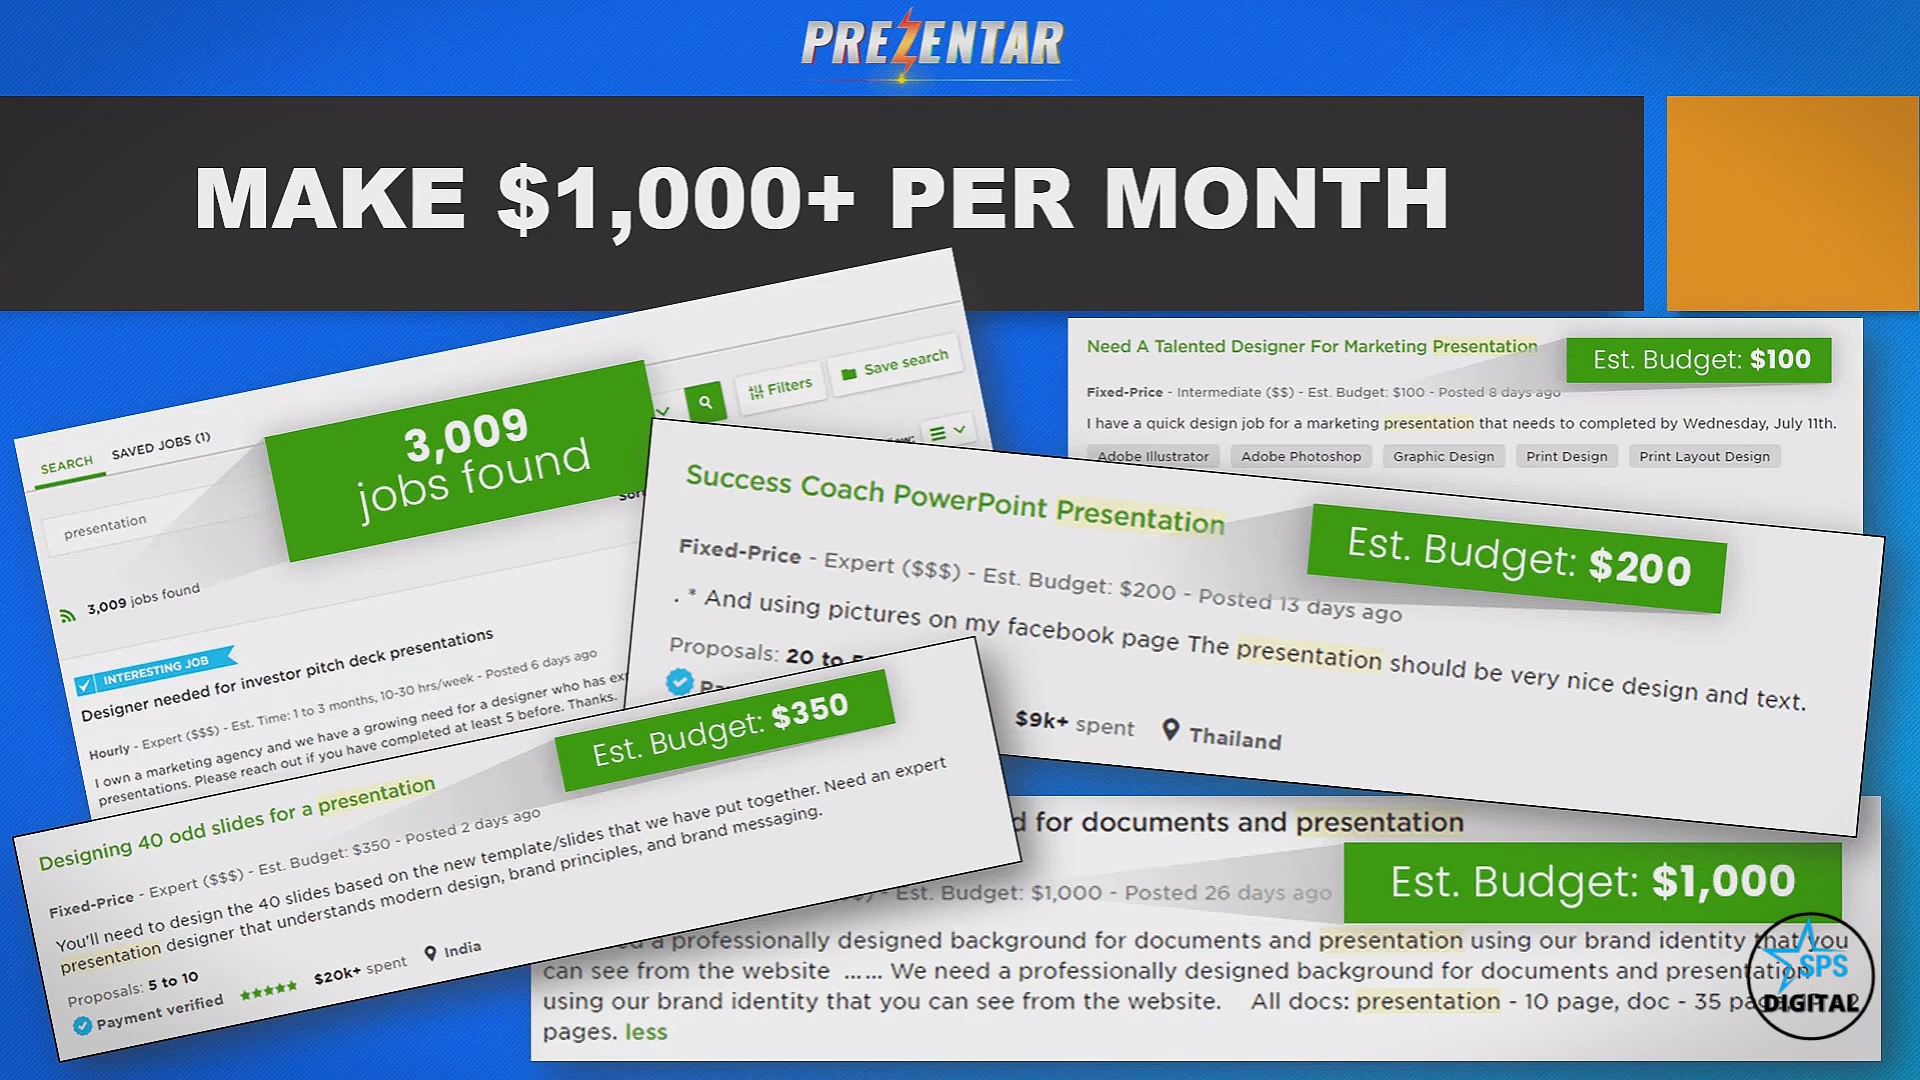 PREZENTAR
MAKE $1,000+ PER MONTH
SEARCH SAVED JOBS (1)
3,009
jobs found
Filters
Save search
presentation
3,009 jobs found
INTERESTING JOB
Designer needed for investor pitch deck presentations
Hourly - Expert ($$$) - Est. Time: 1 to 3 months, 10-30 hrs/week - Posted 6 days ago
I own a marketing agency and we have a growing need for a designer who has
presentations. Please reach out if you have completed at least 5 before. Thanks.
Need A Talented Designer For Marketing Presentation
Est. Budget: $100
Fixed-Price - Intermediate ($$) - Est. Budget: $100 - Posted 8 days ago
I have a quick design job for a marketing presentation that needs to completed by Wednesday, July 11th.
Adobe Illustrator Adobe Photoshop Graphic Design Print Design Print Layout Design
Success Coach PowerPoint Presentation
Est. Budget: $200
Fixed-Price - Expert ($$$) - Est. Budget: $200 - Posted 13 days ago
. * And using pictures on my facebook page The presentation should be very nice design and text.
Proposals: 20 to
$9k+ spent Thailand
Designing 40 odd slides for a presentation
Est. Budget: $350
Fixed-Price - Expert ($$$) - Est. Budget: $350 - Posted 2 days ago
You'll need to design the 40 slides based on the new template/slides that we have put together. Need an expert
presentation designer that understands modern design, brand principles, and brand messaging.
Proposals: 5 to 10
Payment verified $20k+ spent India
for documents and presentation
Est. Budget: $1,000
- Est. Budget: $1,000 - Posted 26 days ago
a professionally designed background for documents and presentation using our brand identity that you
can see from the website ...... We need a professionally designed background for documents and presentation
using our brand identity that you can see from the website. All docs: presentation - 10 page, doc - 35
pages. less
SPS
DIGITAL